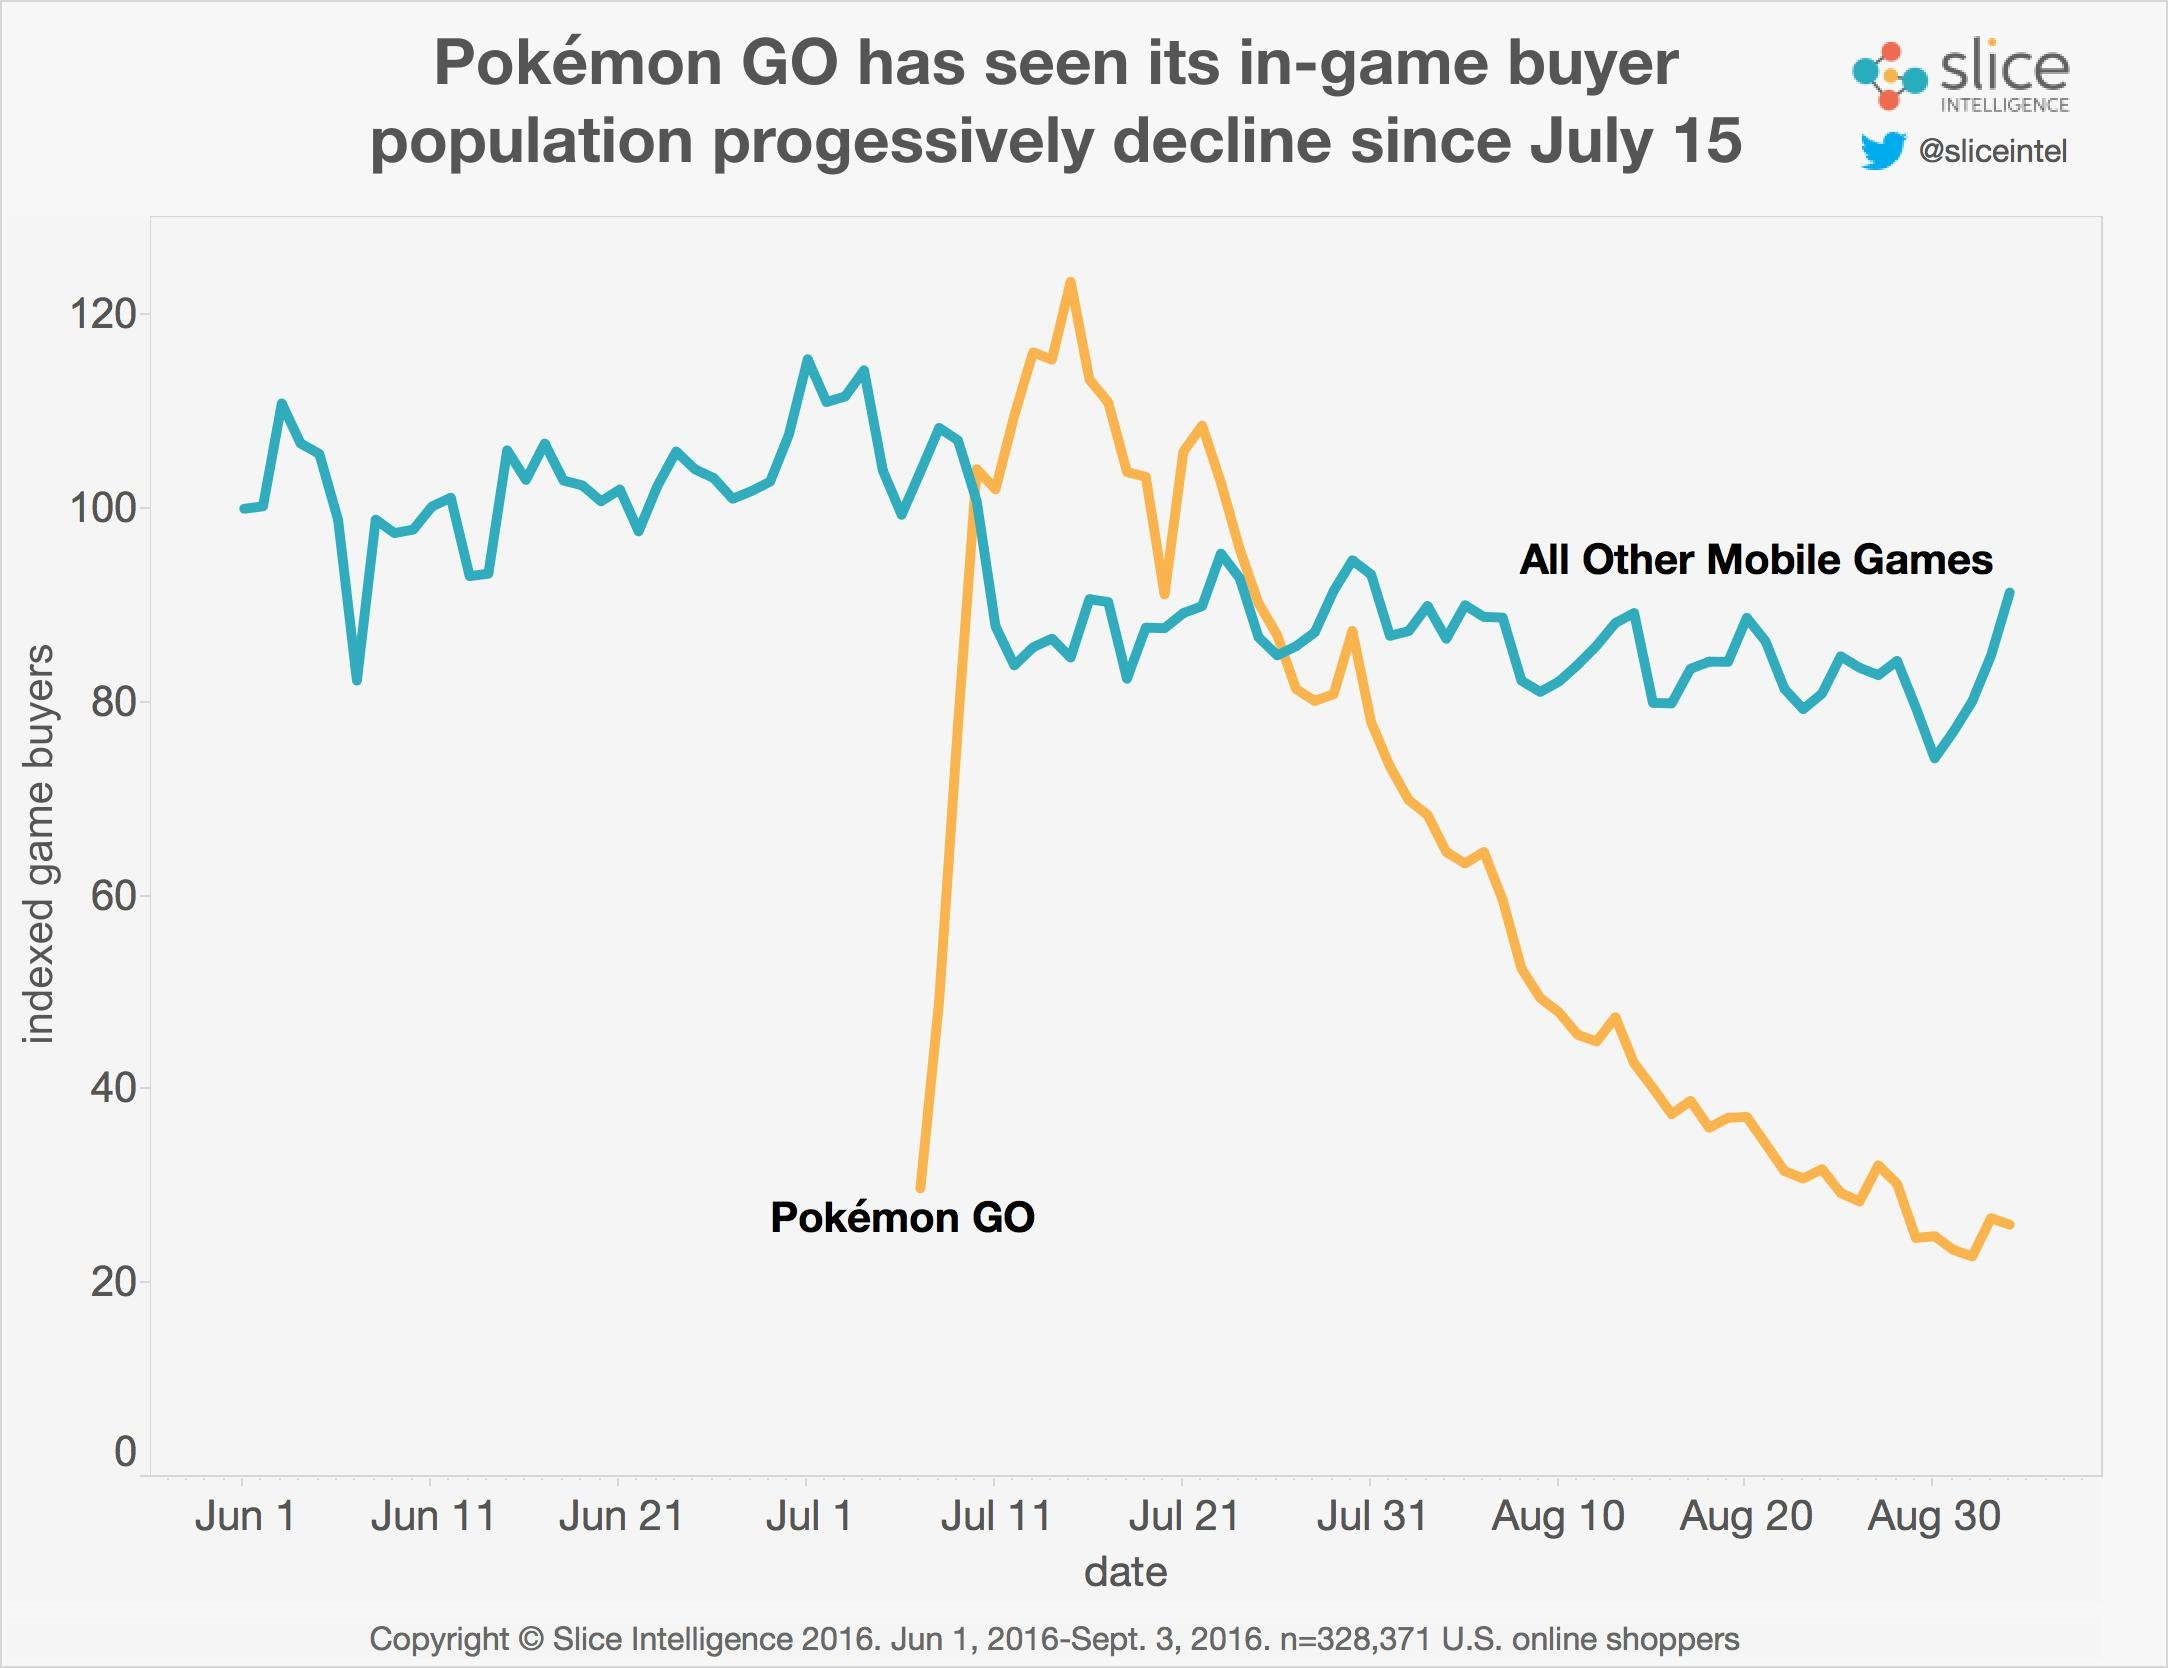 Pokémon GO has seen its in-game buyer
population progessively decline since July 15
slice
INTELLIGENCE
@sliceintel
120
100
80
60
40
20
0
indexed game buyers
All Other Mobile Games
Pokémon GO
Jun 1 Jun 11 Jun 21 Jul 1 Jul 11 Jul 21 Jul 31 Aug 10 Aug 20 Aug 30
date
Copyright © Slice Intelligence 2016. Jun 1, 2016-Sept. 3, 2016. n=328,371 U.S. online shoppers